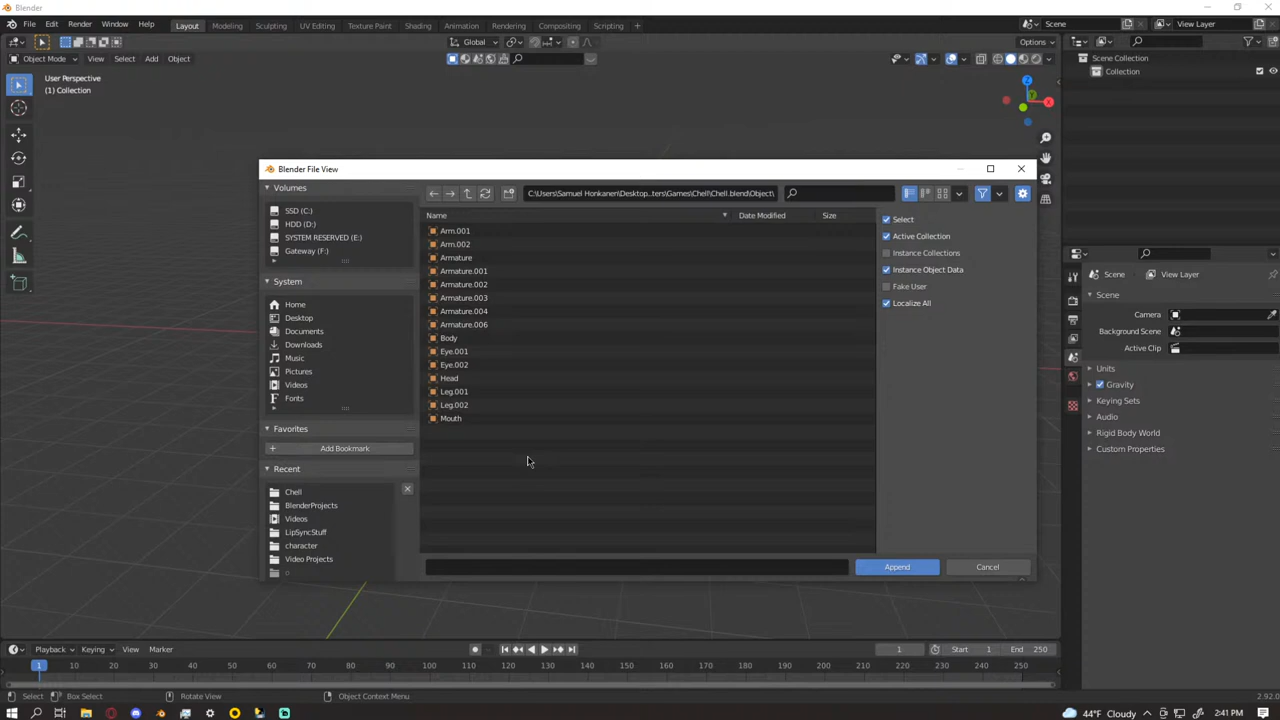 Blender
File Edit Render Window Help Layout Modeling Sculpting UV Editing Texture Paint Shading Animation Rendering Compositing Scripting + Scene View Layer
Global Options
Object Mode View Select Add Object
User Perspective
(1) Collection
Scene Collection
Collection
Z
X
Blender File View
Volumes
SSD (C:)
HDD (D:)
SYSTEM RESERVED (E:)
Gateway (F:)
System
Home
Desktop
Documents
Downloads
Music
Pictures
Videos
Fonts
Favorites
Add Bookmark
Recent
Chell
BlenderProjects
Videos
LipSyncStuff
character
Video Projects
C:\Users\Samuel Honkanen\Desktop...ters\Games\Chell\Chell.blend\Object\
Name Date Modified Size
Arm.001
Arm.002
Armature
Armature.001
Armature.002
Armature.003
Armature.004
Armature.006
Body
Eye.001
Eye.002
Head
Leg.001
Leg.002
Mouth
Select
Active Collection
Instance Collections
Instance Object Data
Fake User
Localize All
Append Cancel
Scene View Layer
Scene
Camera
Background Scene
Active Clip
Units
Gravity
Keying Sets
Audio
Rigid Body World
Custom Properties
Playback Keying View Marker 1 Start 1 End 250
1 10 20 30 40 50 60 70 80 90 100 110 120 130 140 150 160 170 180 190 200 210 220 230 240 250
Select Box Select Rotate View Object Context Menu 2.92.0
44°F Cloudy 2:41 PM